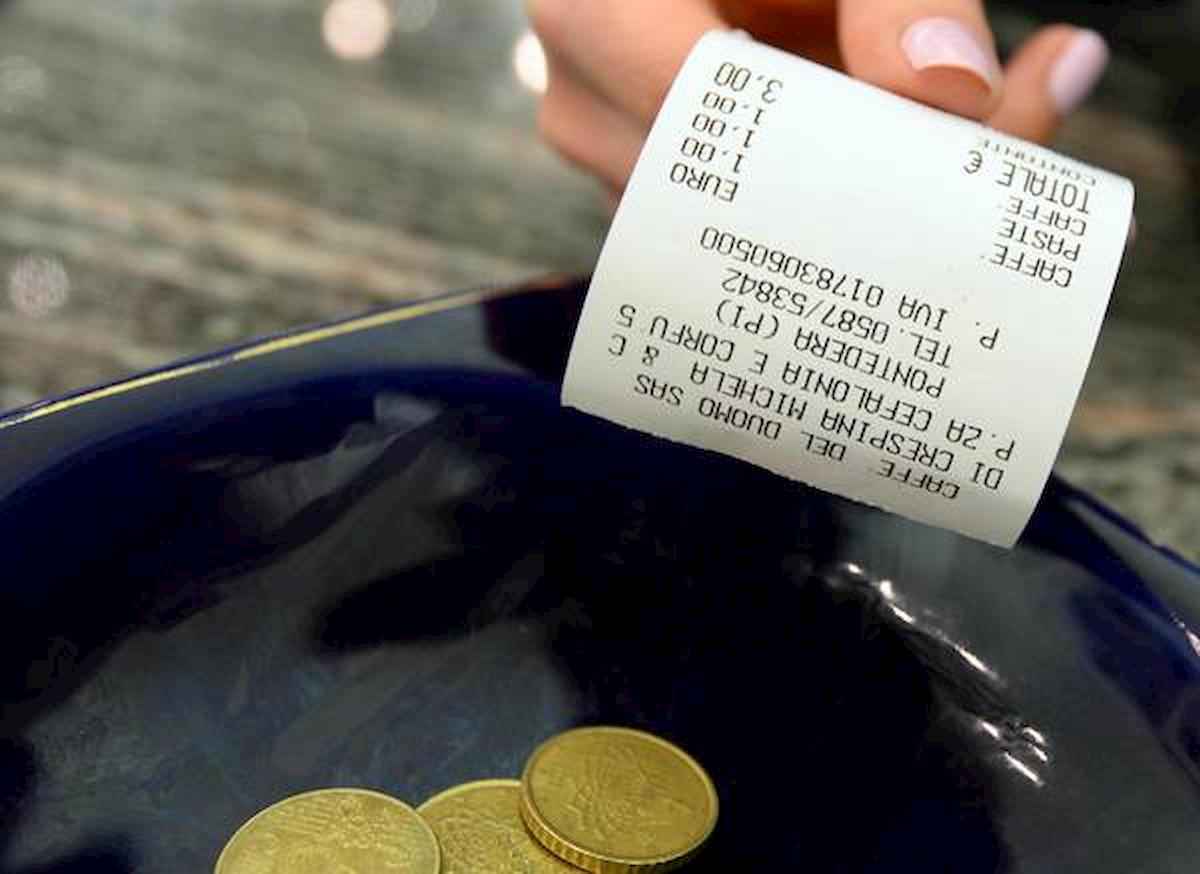 CAFFE' DEL DUOMO SAS
DI CRESPINA MICHELA & C
P.ZA CEFALONIA E CORFU 5
PONTEDERA (PI)
TEL. 0587/53842
P. IVA 01783060500
EURO
CAFFE' 1.00
PASTE 1.00
CAFFE' 1.00
TOTALE € 3.00
CONTANTE